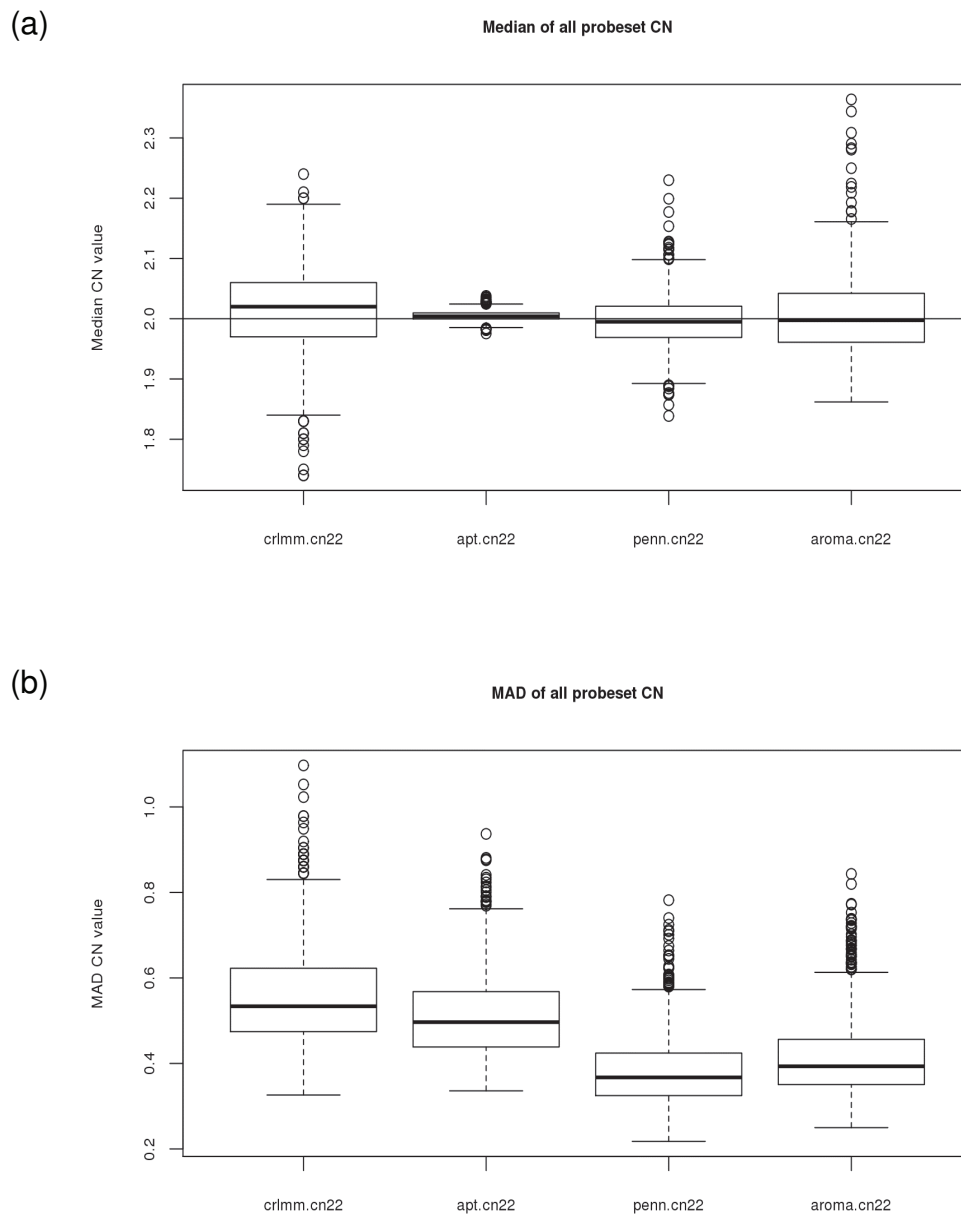 (a)
Median of all probeset CN
Median CN value
2.3
2.2
2.1
2.0
1.9
1.8
crlmm.cn22 apt.cn22 penn.cn22 aroma.cn22
(b)
MAD of all probeset CN
MAD CN value
1.0
0.8
0.6
0.4
0.2
crlmm.cn22 apt.cn22 penn.cn22 aroma.cn22